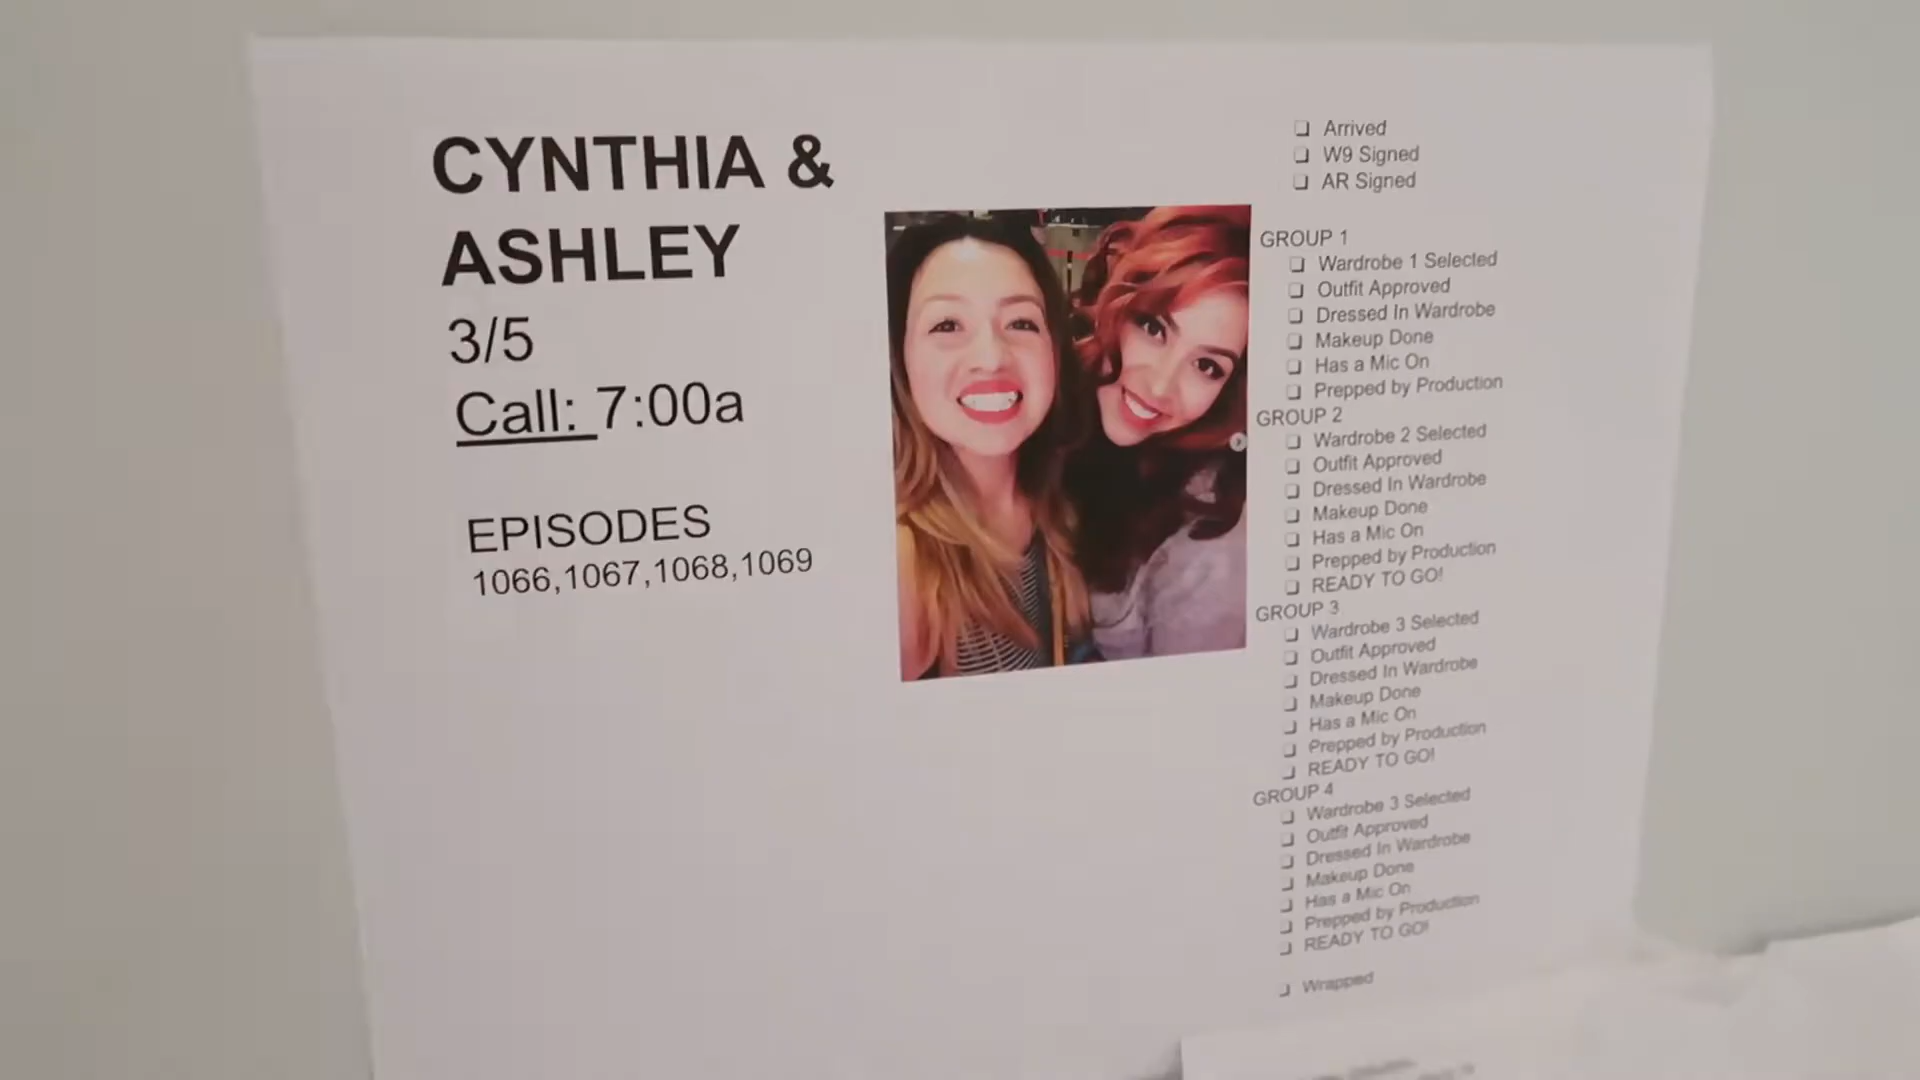 CYNTHIA &
ASHLEY
3/5
Call: 7:00a
EPISODES
1066,1067,1068,1069
Arrived
W9 Signed
AR Signed
GROUP 1
Wardrobe 1 Selected
Outfit Approved
Dressed In Wardrobe
Makeup Done
Has a Mic On
Prepped by Production
GROUP 2
Wardrobe 2 Selected
Outfit Approved
Dressed In Wardrobe
Makeup Done
Has a Mic On
Prepped by Production
READY TO GO!
GROUP 3
Wardrobe 3 Selected
Outfit Approved
Dressed In Wardrobe
Makeup Done
Has a Mic On
Prepped by Production
READY TO GO!
GROUP 4
Wardrobe 3 Selected
Outfit Approved
Dressed In Wardrobe
Makeup Done
Has a Mic On
Prepped by Production
READY TO GO!
Wrapped